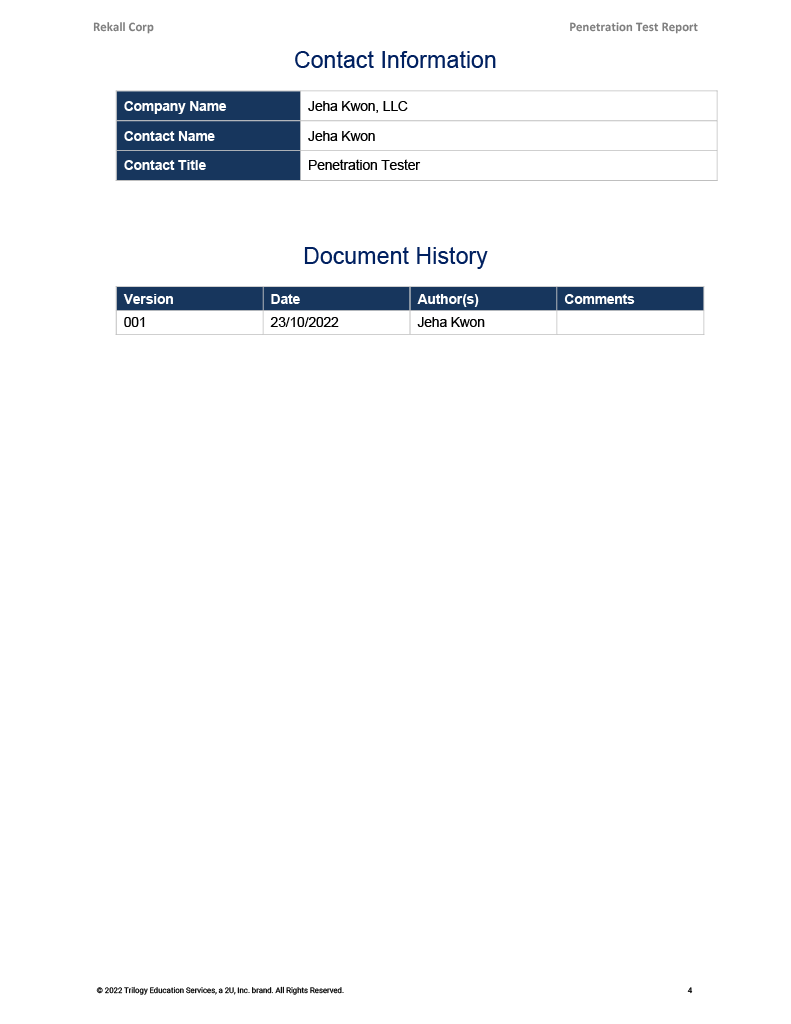 Rekall Corp Penetration Test Report
Contact Information
Company Name Jeha Kwon, LLC
Contact Name Jeha Kwon
Contact Title Penetration Tester
Document History
Version Date Author(s) Comments
001 23/10/2022 Jeha Kwon
© 2022 Trilogy Education Services, a 2U, Inc. brand. All Rights Reserved. 4